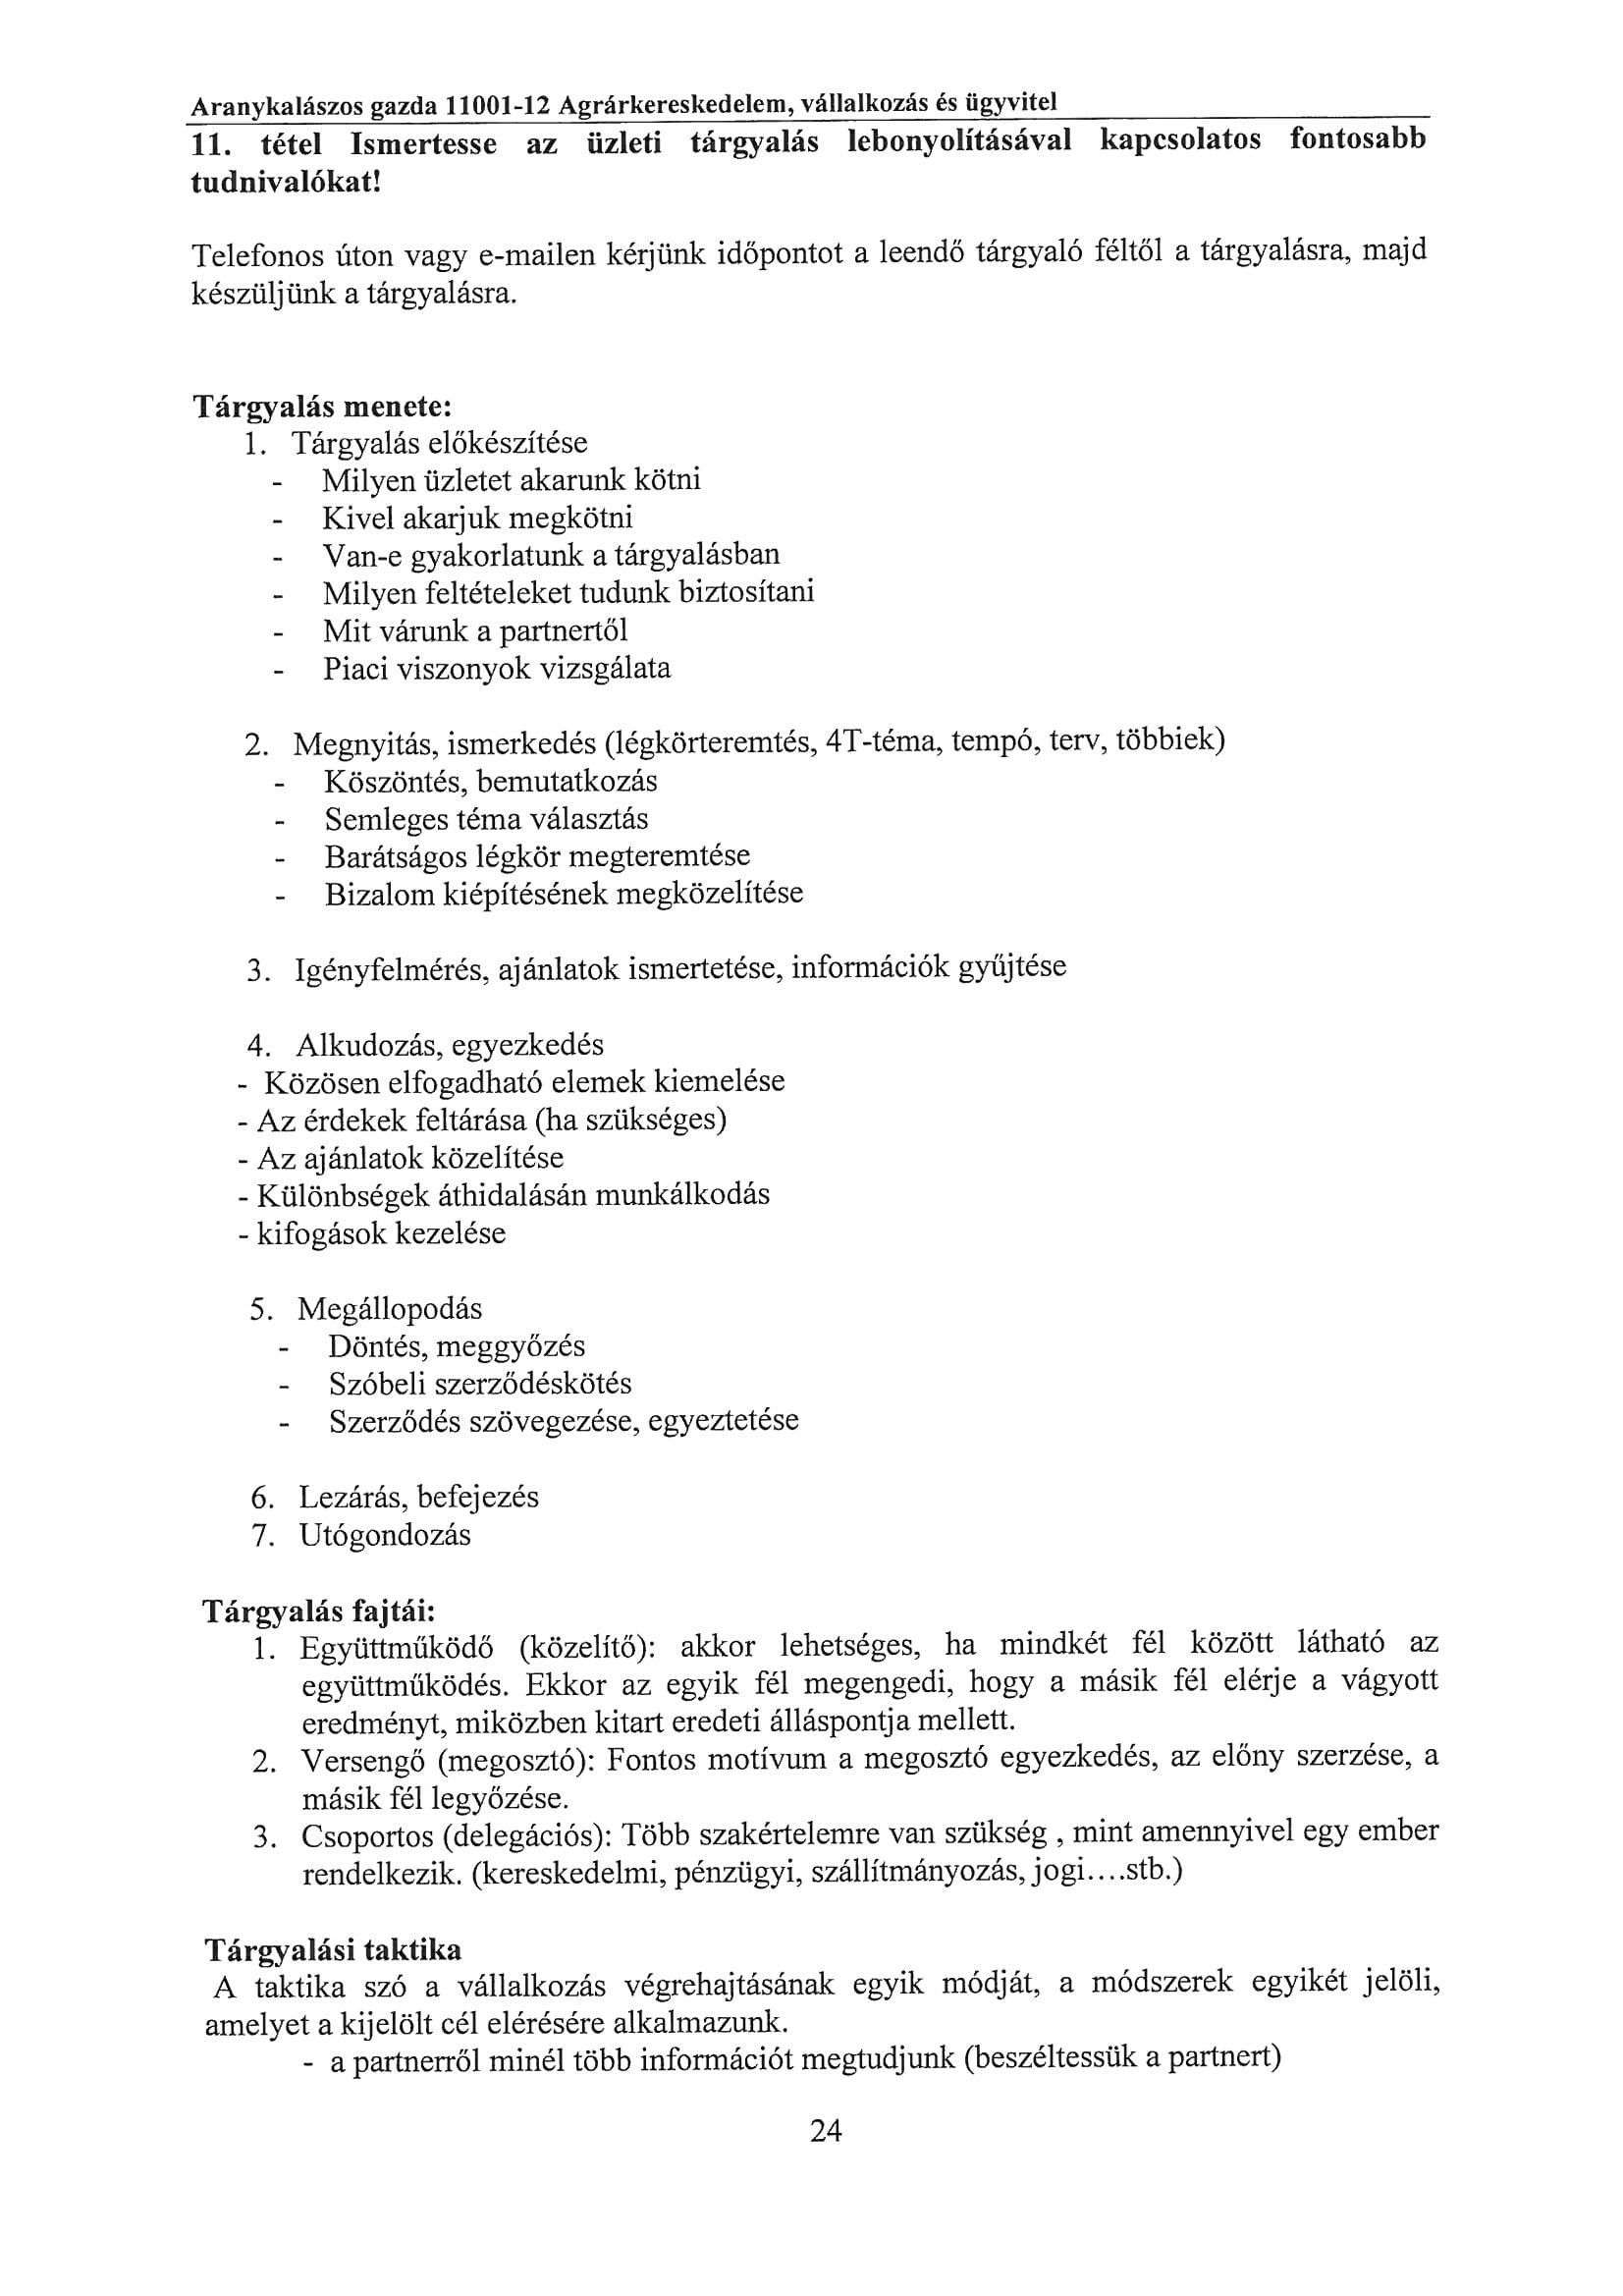 Aranykalászos gazda 11001-12 Agrárkereskedelem, vállalkozás és ügyvitel
11. tétel Ismertesse az üzleti tárgyalás lebonyolításával kapcsolatos fontosabb
tudnivalókat!
Telefonos úton vagy e-mailen kérjünk időpontot a leendő tárgyaló féltől a tárgyalásra, majd
készüljünk a tárgyalásra.
Tárgyalás menete:
1. Tárgyalás előkészítése
- Milyen üzletet akarunk kötni
- Kivel akarjuk megkötni
- Van-e gyakorlatunk a tárgyalásban
- Milyen feltételeket tudunk biztosítani
- Mit várunk a partnertől
- Piaci viszonyok vizsgálata
2. Megnyitás, ismerkedés (légkörteremtés, 4T-téma, tempó, terv, többiek)
- Köszöntés, bemutatkozás
- Semleges téma választás
- Barátságos légkör megteremtése
- Bizalom kiépítésének megközelítése
3. Igényfelmérés, ajánlatok ismertetése, információk gyűjtése
4. Alkudozás, egyezkedés
- Közösen elfogadható elemek kiemelése
- Az érdekek feltárása (ha szükséges)
- Az ajánlatok közelítése
- Különbségek áthidalásán munkálkodás
- kifogások kezelése
5. Megállopodás
- Döntés, meggyőzés
- Szóbeli szerződéskötés
- Szerződés szövegezése, egyeztetése
6. Lezárás, befejezés
7. Utógondozás
Tárgyalás fajtái:
1. Együttműködő (közelítő): akkor lehetséges, ha mindkét fél között látható az
együttműködés. Ekkor az egyik fél megengedi, hogy a másik fél elérje a vágyott
eredményt, miközben kitart eredeti álláspontja mellett.
2. Versengő (megosztó): Fontos motívum a megosztó egyezkedés, az előny szerzése, a
másik fél legyőzése.
3. Csoportos (delegációs): Több szakértelemre van szükség , mint amennyivel egy ember
rendelkezik. (kereskedelmi, pénzügyi, szállítmányozás, jogi....stb.)
Tárgyalási taktika
A taktika szó a vállalkozás végrehajtásának egyik módját, a módszerek egyikét jelöli,
amelyet a kijelölt cél elérésére alkalmazunk.
- a partnerről minél több információt megtudjunk (beszéltessük a partnert)
24